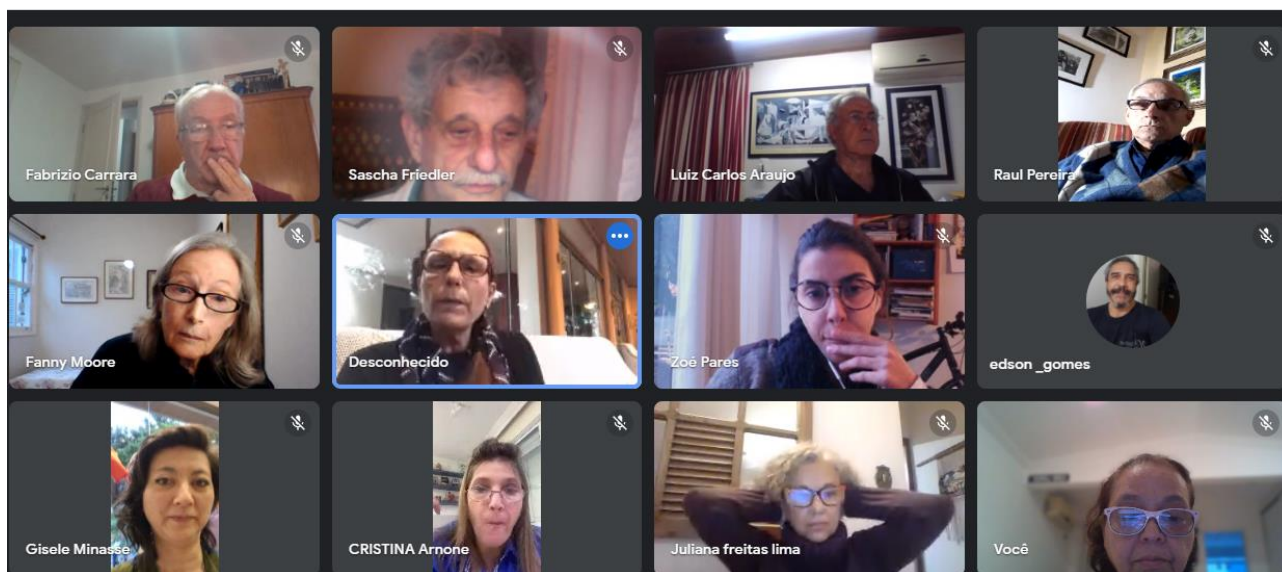 Fabrizio Carrara
Sascha Friedler
Luiz Carlos Araujo
Raul Pereira
Fanny Moore
Desconhecido
Zoé Pares
edson _gomes
Gisele Minasse
CRISTINA Arnone
Juliana freitas lima
Você